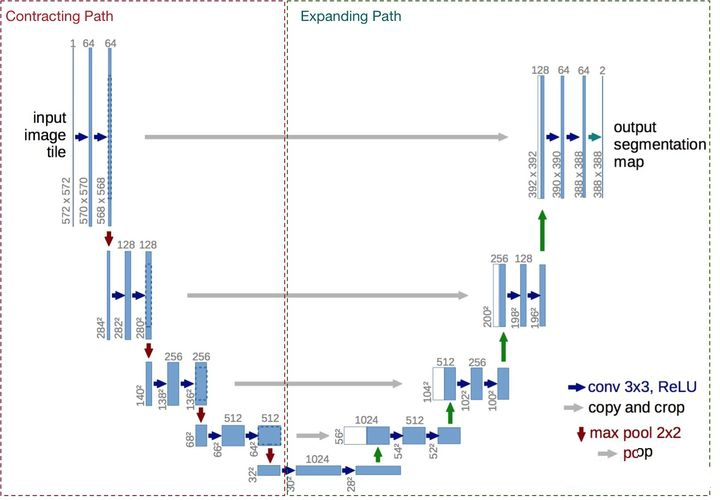 Contracting Path
Expanding Path
1 64 64
128 64 64 2
input
image
tile
output
segmentation
map
572 x 572
570 x 570
568 x 568
392 x 392
390 x 390
388 x 388
388 x 388
128 128
256 128
284²
282²
280²
200²
198²
196²
256 256
512 256
140²
138²
136²
104²
102²
100²
512 512
1024 512
68²
66²
64²
56²
54²
52²
1024
32²
30²
28²
conv 3x3, ReLU
copy and crop
max pool 2x2